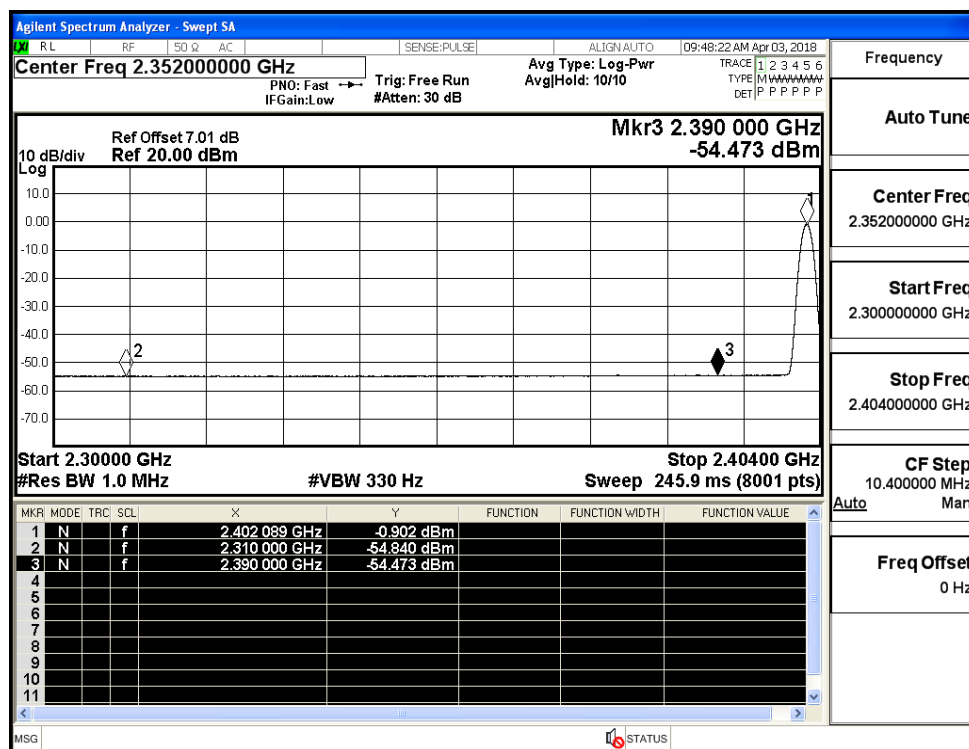 Agilent Spectrum Analyzer - Swept SA
LXI RL RF 50 Ω AC SENSE:PULSE ALIGN AUTO 09:48:22 AM Apr 03, 2018
Center Freq 2.352000000 GHz
PNO: Fast
IFGain:Low
Trig: Free Run
#Atten: 30 dB
Avg Type: Log-Pwr
Avg|Hold: 10/10
TRACE 1 2 3 4 5 6
TYPE M WWWWW
DET P P P P P P
Ref Offset 7.01 dB
Ref 20.00 dBm
10 dB/div
Log
Mkr3 2.390 000 GHz
-54.473 dBm
10.0
0.00
-10.0
-20.0
-30.0
-40.0
-50.0
-60.0
-70.0
1
2
3
Start 2.30000 GHz
Stop 2.40400 GHz
#Res BW 1.0 MHz
#VBW 330 Hz
Sweep 245.9 ms (8001 pts)
MKR MODE TRC SCL X Y FUNCTION FUNCTION WIDTH FUNCTION VALUE
1 N f 2.402 089 GHz -0.902 dBm
2 N f 2.310 000 GHz -54.840 dBm
3 N f 2.390 000 GHz -54.473 dBm
4
5
6
7
8
9
10
11
MSG
STATUS
Frequency
Auto Tune
Center Freq
2.352000000 GHz
Start Freq
2.300000000 GHz
Stop Freq
2.404000000 GHz
CF Step
10.400000 MHz
Auto Man
Freq Offset
0 Hz